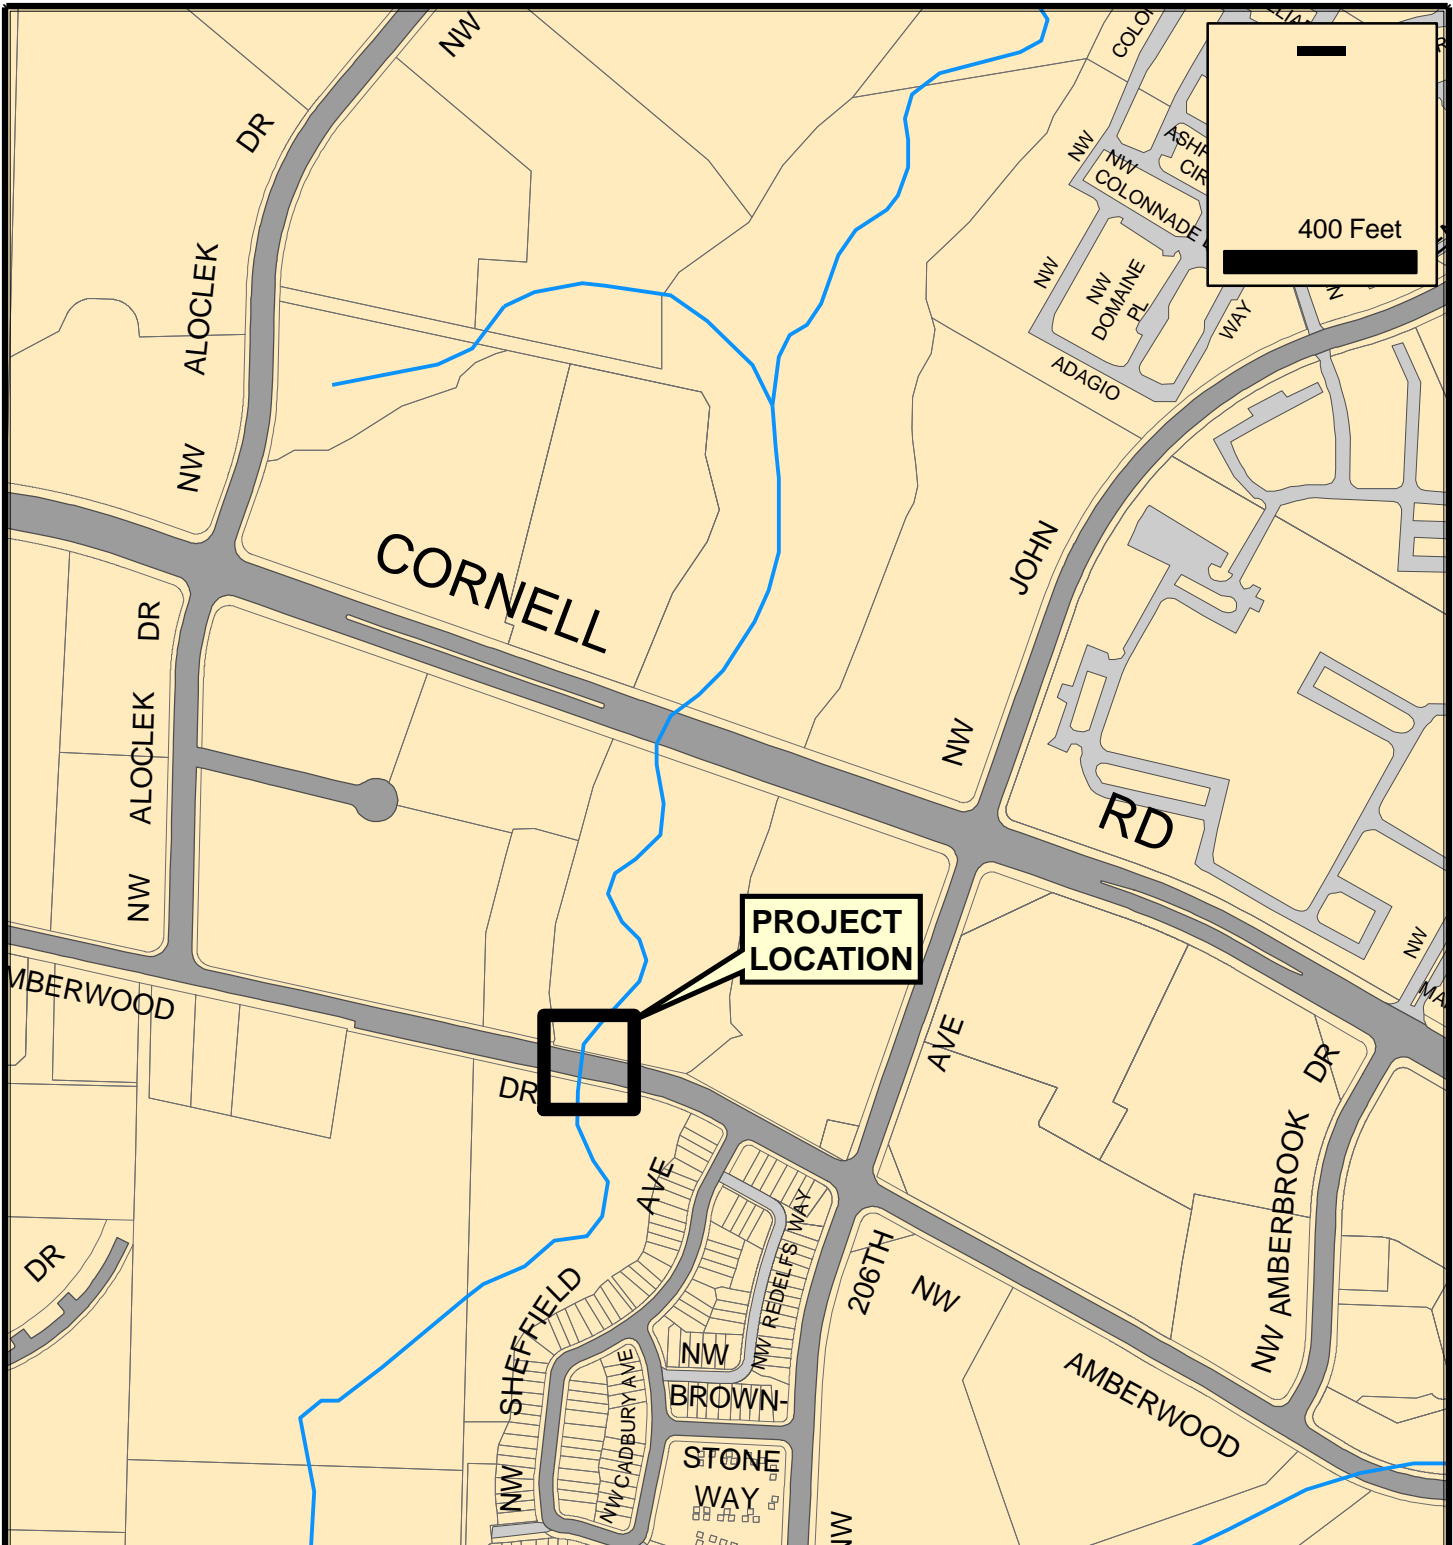 NW
DR
ALOCLEK
NW
NW
NW
COLONNADE
NW
NW
DOMAINE
PL
ADAGIO
WAY
400 Feet
CORNELL
RD
JOHN
NW
DR
ALOCLEK
NW
PROJECT
LOCATION
DR
AVE
NW
DR
NW AMBERBROOK
AVE
SHEFFIELD
NW
NW REDELFS WAY
206TH
NW
AMBERWOOD
DR
NW
BROWN-
STONE
WAY
NW CADBURY AVE
NW